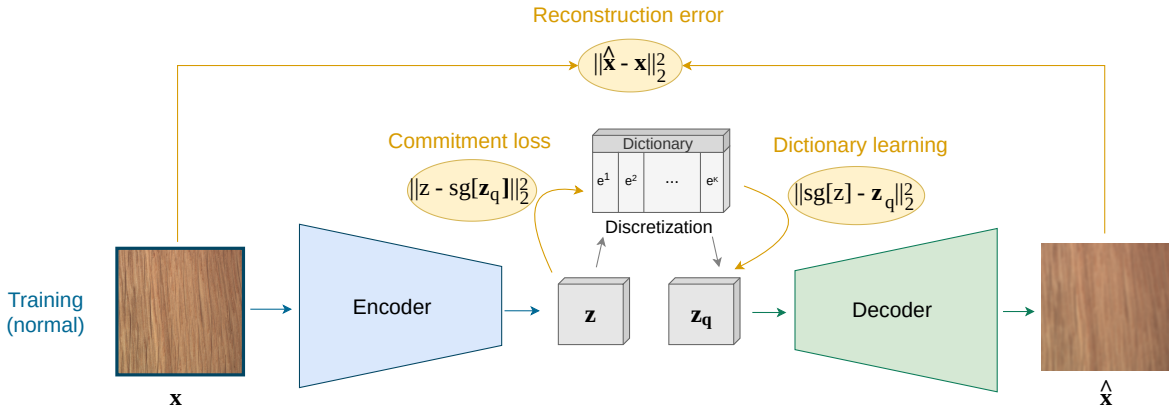 Reconstruction error
||x̂ - x||₂²
Commitment loss
||z - sg[z_q]||₂²
Dictionary
e¹ e² ... eᴷ
Discretization
Dictionary learning
||sg[z] - z_q||₂²
Training
(normal)
x
Encoder
z
z_q
Decoder
x̂